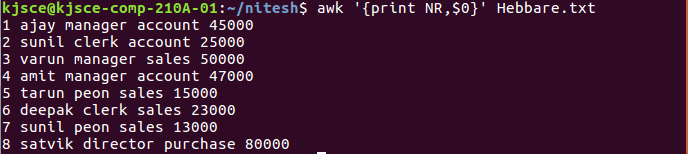 kjsce@kjsce-comp-210A-01:~/nitesh$ awk '{print NR,$0}' Hebbare.txt
1 ajay manager account 45000
2 sunil clerk account 25000
3 varun manager sales 50000
4 amit manager account 47000
5 tarun peon sales 15000
6 deepak clerk sales 23000
7 sunil peon sales 13000
8 satvik director purchase 80000